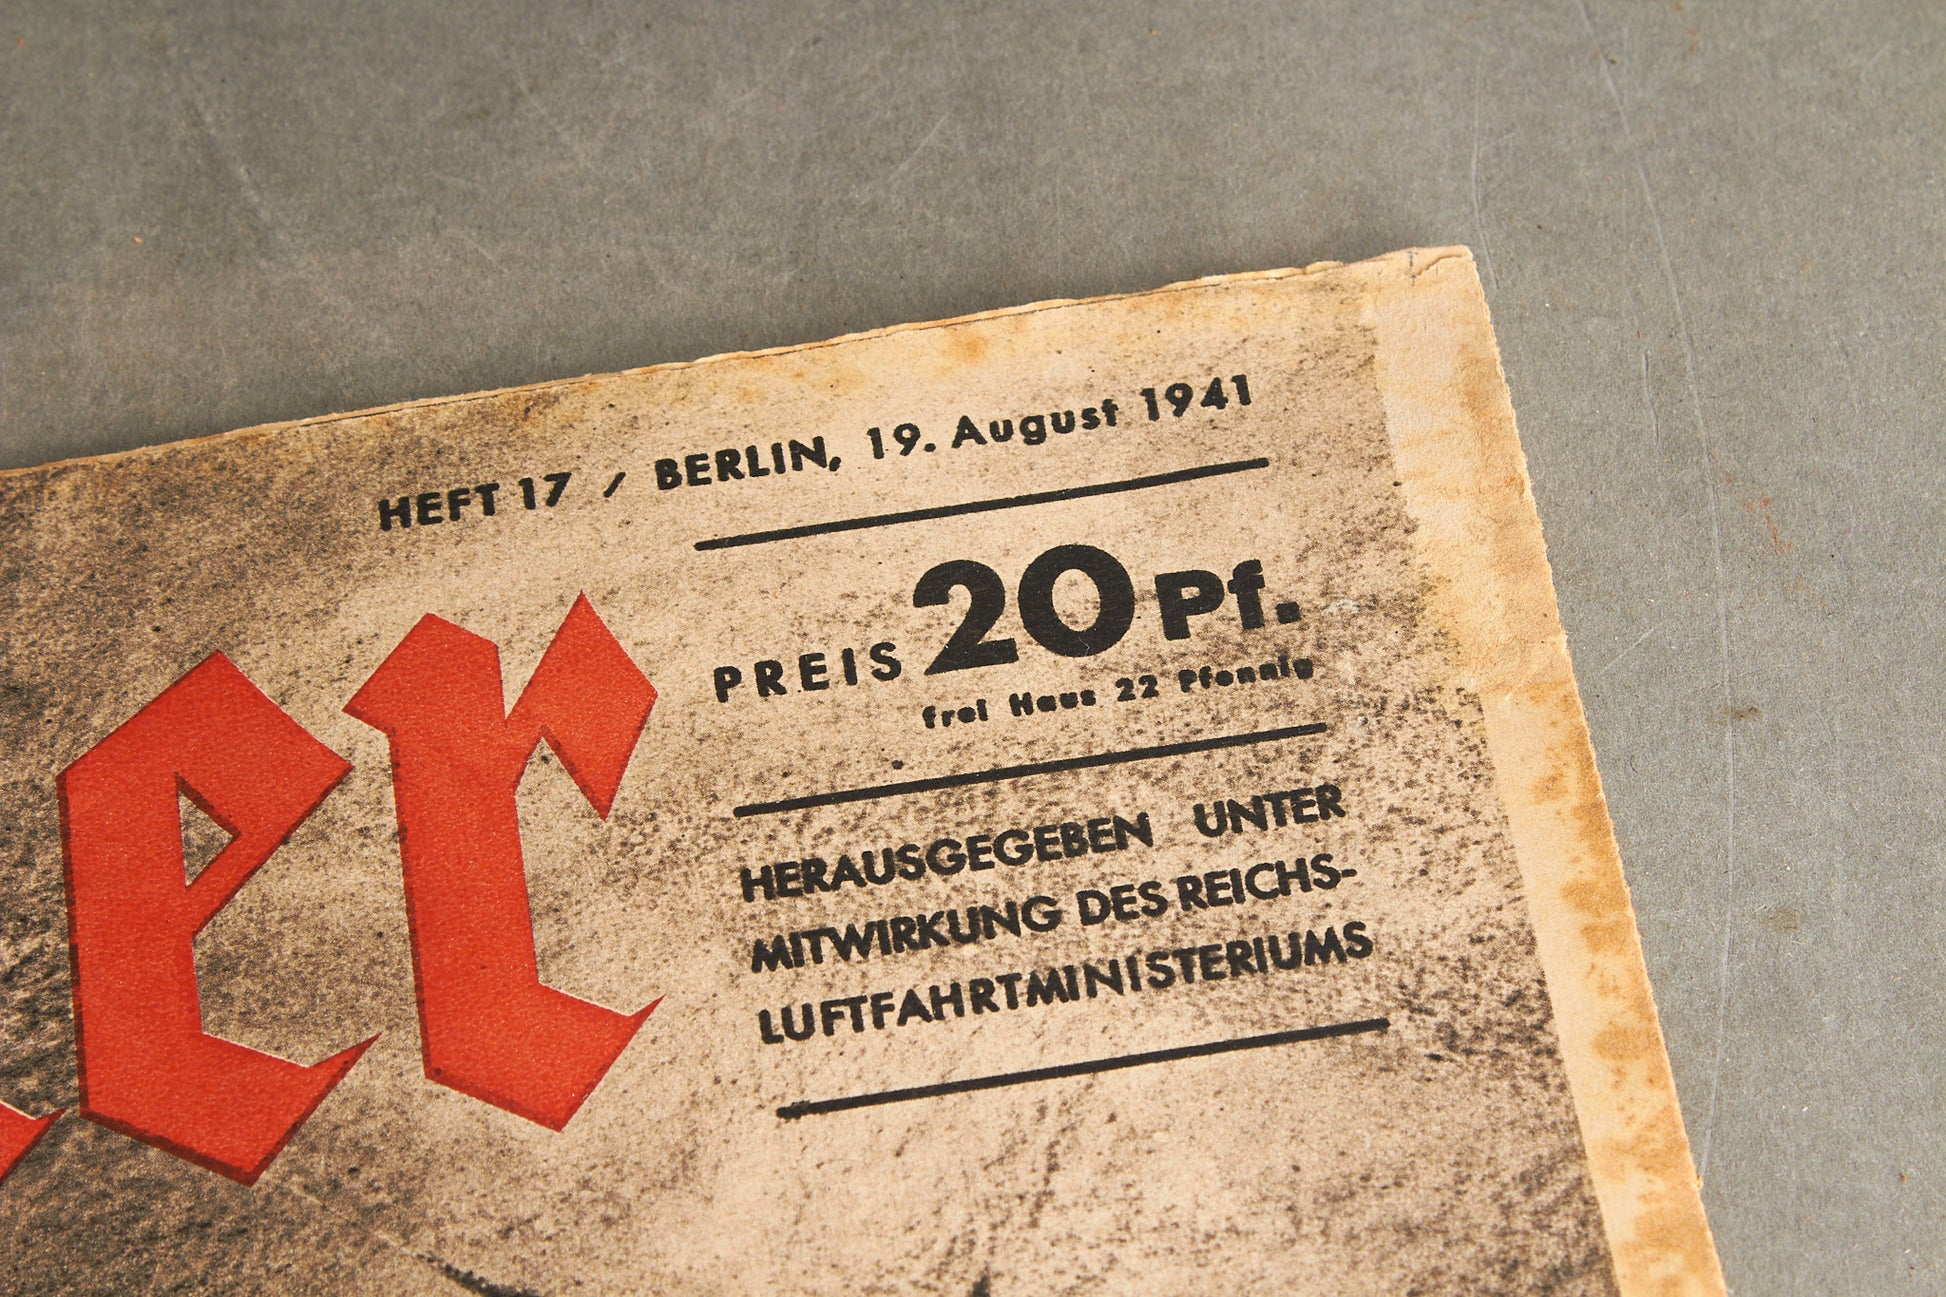 HEFT 17 / BERLIN, 19. August 1941
PREIS 20 Pf.
frei Haus 22 Pfennig
er
HERAUSGEGEBEN UNTER
MITWIRKUNG DES REICHS-
LUFTFAHRTMINISTERIUMS